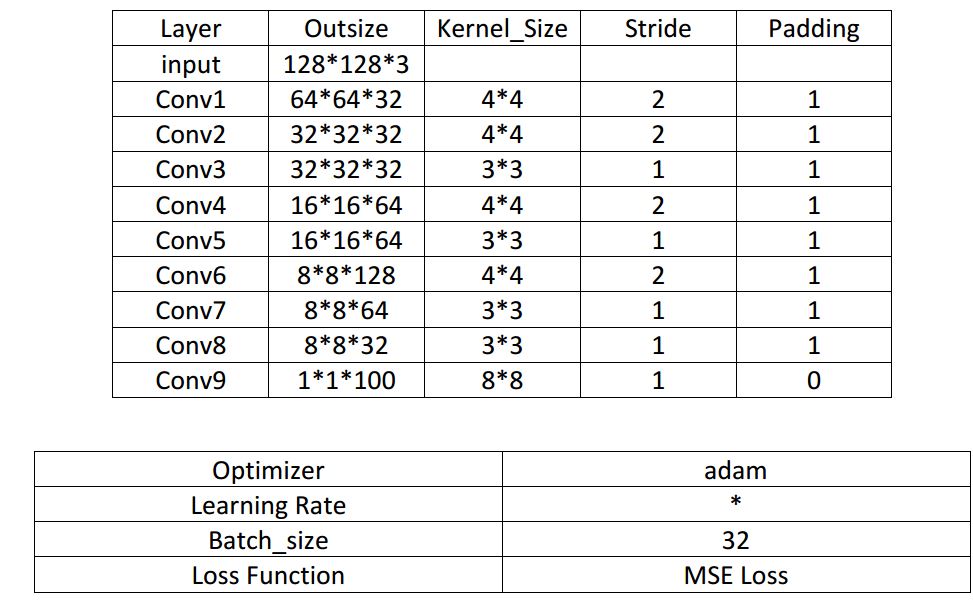 Layer Outsize Kernel_Size Stride Padding
input 128*128*3
Conv1 64*64*32 4*4 2 1
Conv2 32*32*32 4*4 2 1
Conv3 32*32*32 3*3 1 1
Conv4 16*16*64 4*4 2 1
Conv5 16*16*64 3*3 1 1
Conv6 8*8*128 4*4 2 1
Conv7 8*8*64 3*3 1 1
Conv8 8*8*32 3*3 1 1
Conv9 1*1*100 8*8 1 0
Optimizer adam
Learning Rate *
Batch_size 32
Loss Function MSE Loss